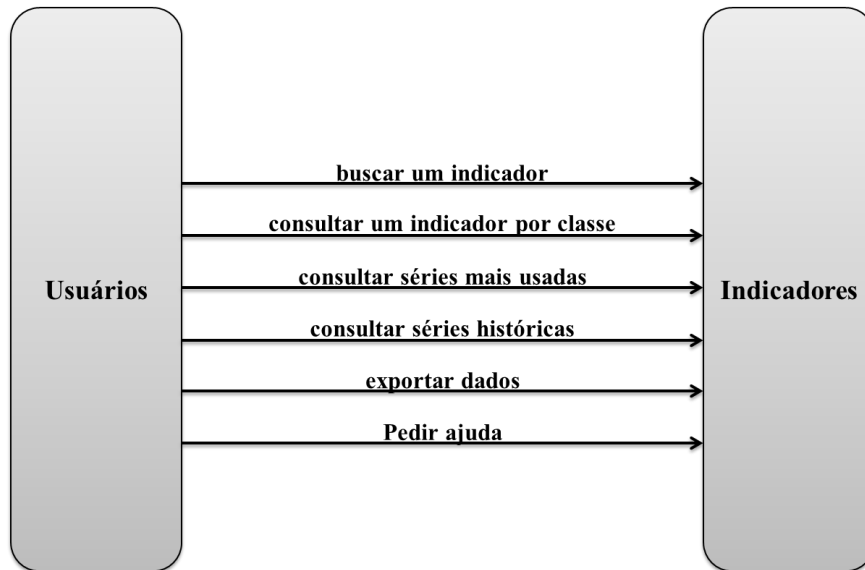 buscar um indicador
consultar um indicador por classe
Usuários
consultar séries mais usadas
Indicadores
consultar séries históricas
exportar dados
Pedir ajuda